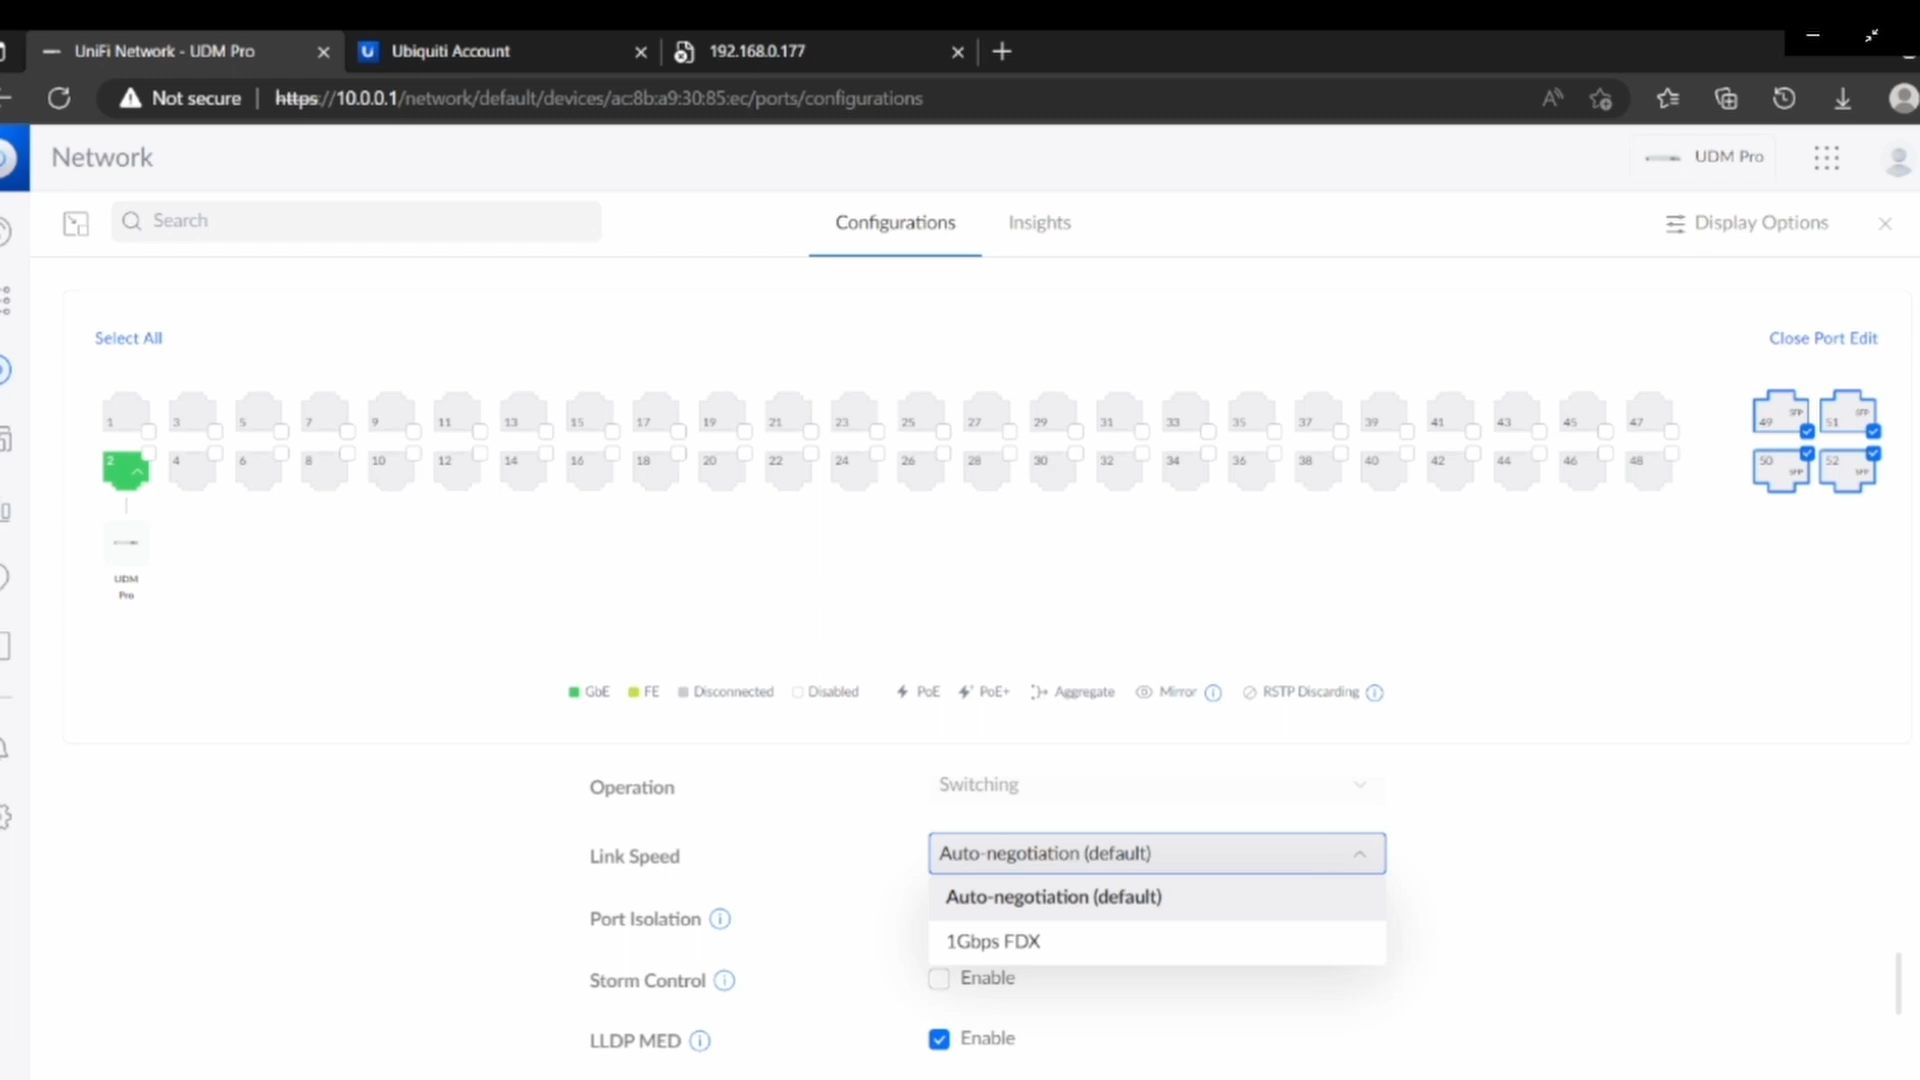 UniFi Network - UDM Pro
Ubiquiti Account
192.168.0.177
Not secure
https://10.0.0.1/network/default/devices/ac:8b:a9:30:85:ec/ports/configurations
Network
UDM Pro
Search
Configurations
Insights
Display Options
Select All
Close Port Edit
1 3 5 7 9 11 13 15 17 19 21 23 25 27 29 31 33 35 37 39 41 43 45 47 49 SFP 51 SFP
2 4 6 8 10 12 14 16 18 20 22 24 26 28 30 32 34 36 38 40 42 44 46 48 50 SFP 52 SFP
UDM
Pro
GbE FE Disconnected Disabled PoE PoE+ Aggregate Mirror RSTP Discarding
Operation
Switching
Link Speed
Auto-negotiation (default)
Auto-negotiation (default)
Port Isolation
1Gbps FDX
Storm Control
Enable
LLDP MED
Enable